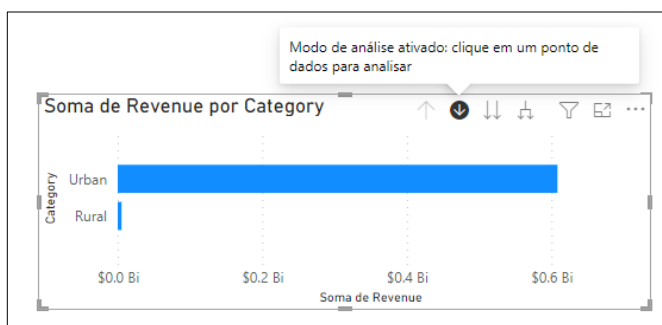 Modo de análise ativado: clique em um ponto de
dados para analisar
Soma de Revenue por Category
Category
Urban
Rural
$0.0 Bi
$0.2 Bi
$0.4 Bi
$0.6 Bi
Soma de Revenue